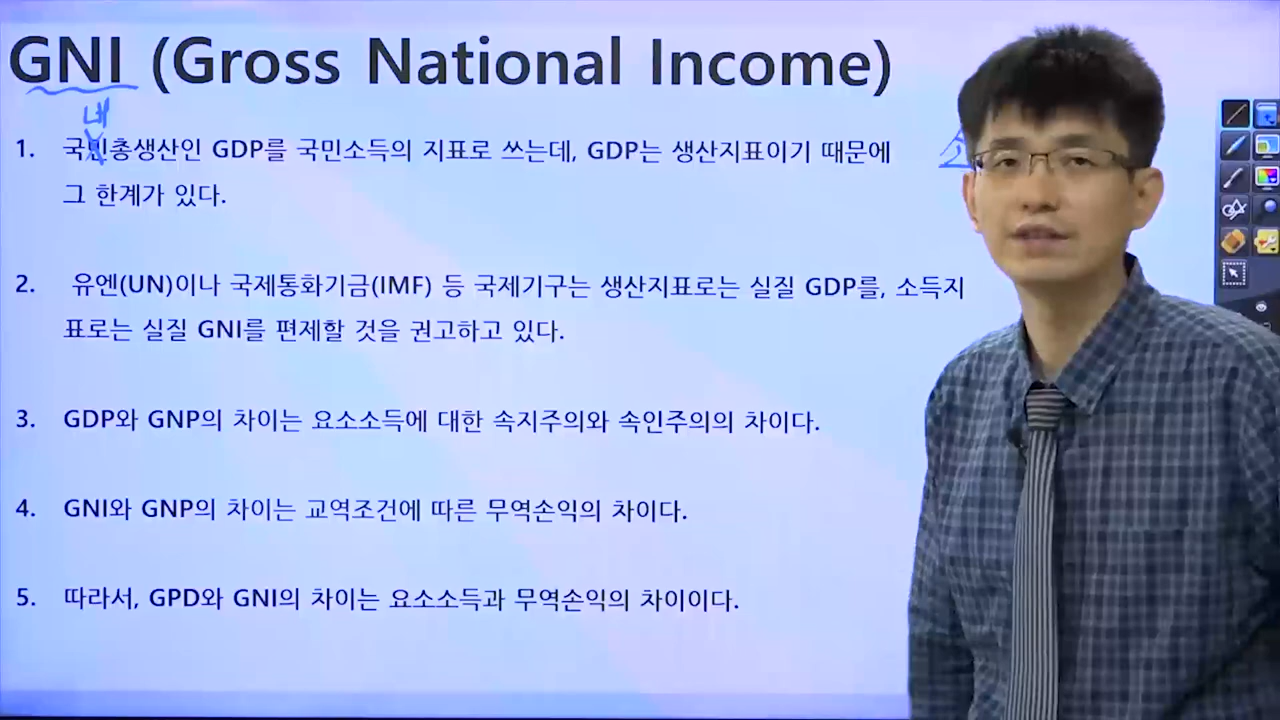 GNI (Gross National Income)
내
1. 국민총생산인 GDP를 국민소득의 지표로 쓰는데, GDP는 생산지표이기 때문에
그 한계가 있다.
2. 유엔(UN)이나 국제통화기금(IMF) 등 국제기구는 생산지표로는 실질 GDP를, 소득지
표로는 실질 GNI를 편제할 것을 권고하고 있다.
3. GDP와 GNP의 차이는 요소소득에 대한 속지주의와 속인주의의 차이다.
4. GNI와 GNP의 차이는 교역조건에 따른 무역손익의 차이다.
5. 따라서, GPD와 GNI의 차이는 요소소득과 무역손익의 차이이다.